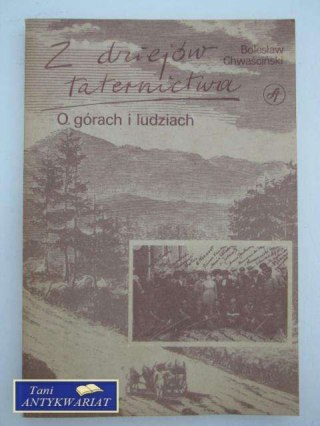 Z dziejów
taternictwa
Bolesław
Chwaściński
O górach i ludziach
Tani
ANTYKWARIAT